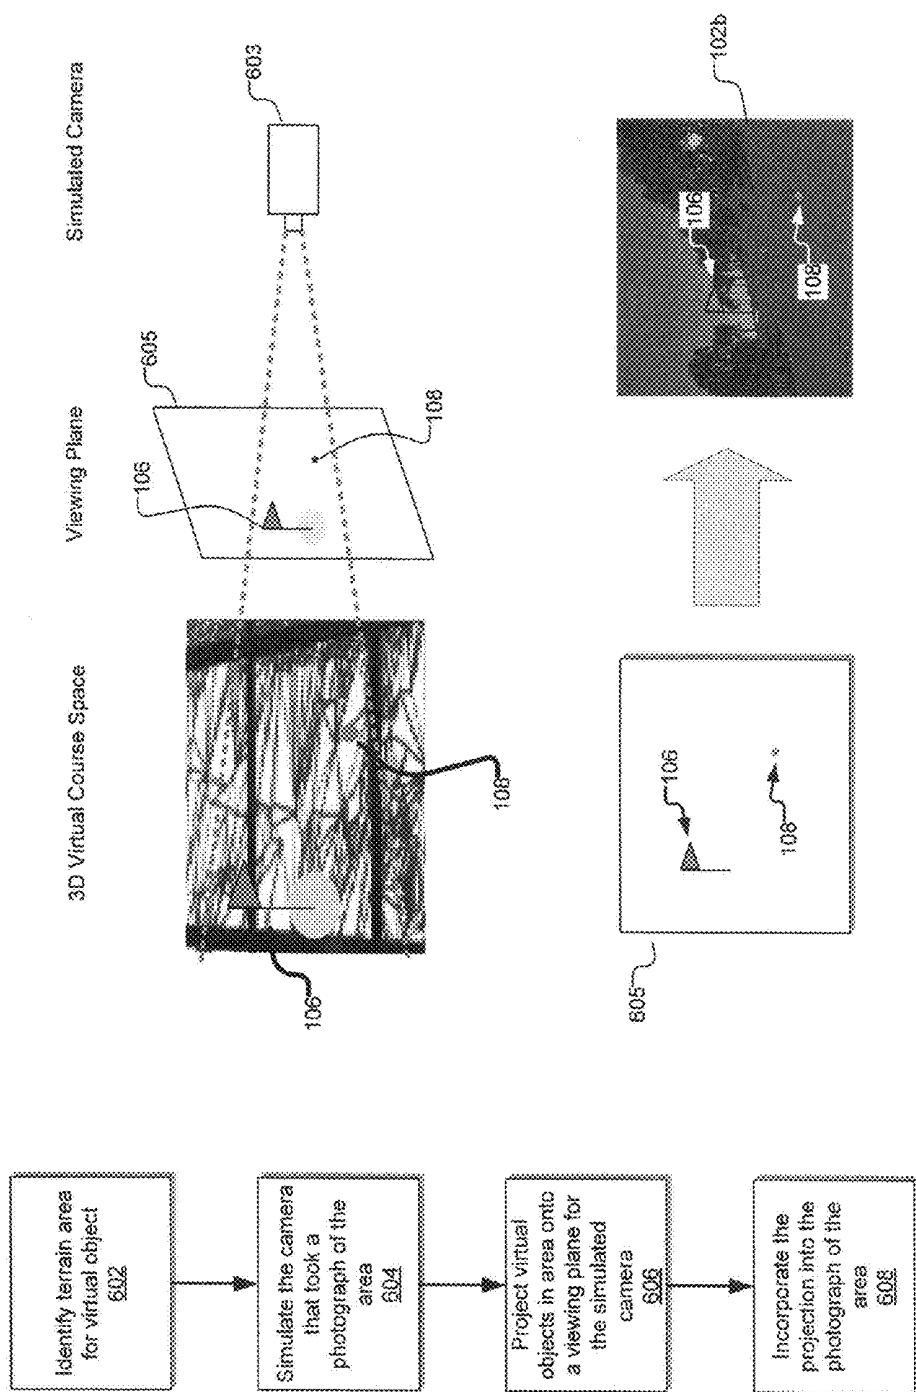 Identify terrain area
for virtual object
602
Simulate the camera
that took a
photograph of the
area
604
Project virtual
objects in area onto
a viewing plane for
the simulated
camera
606
Incorporate the
projection into the
photograph of the
area
608
3D Virtual Course Space
Viewing Plane
Simulated Camera
106
108
106
605
108
603
605
106
108
106
108
102b